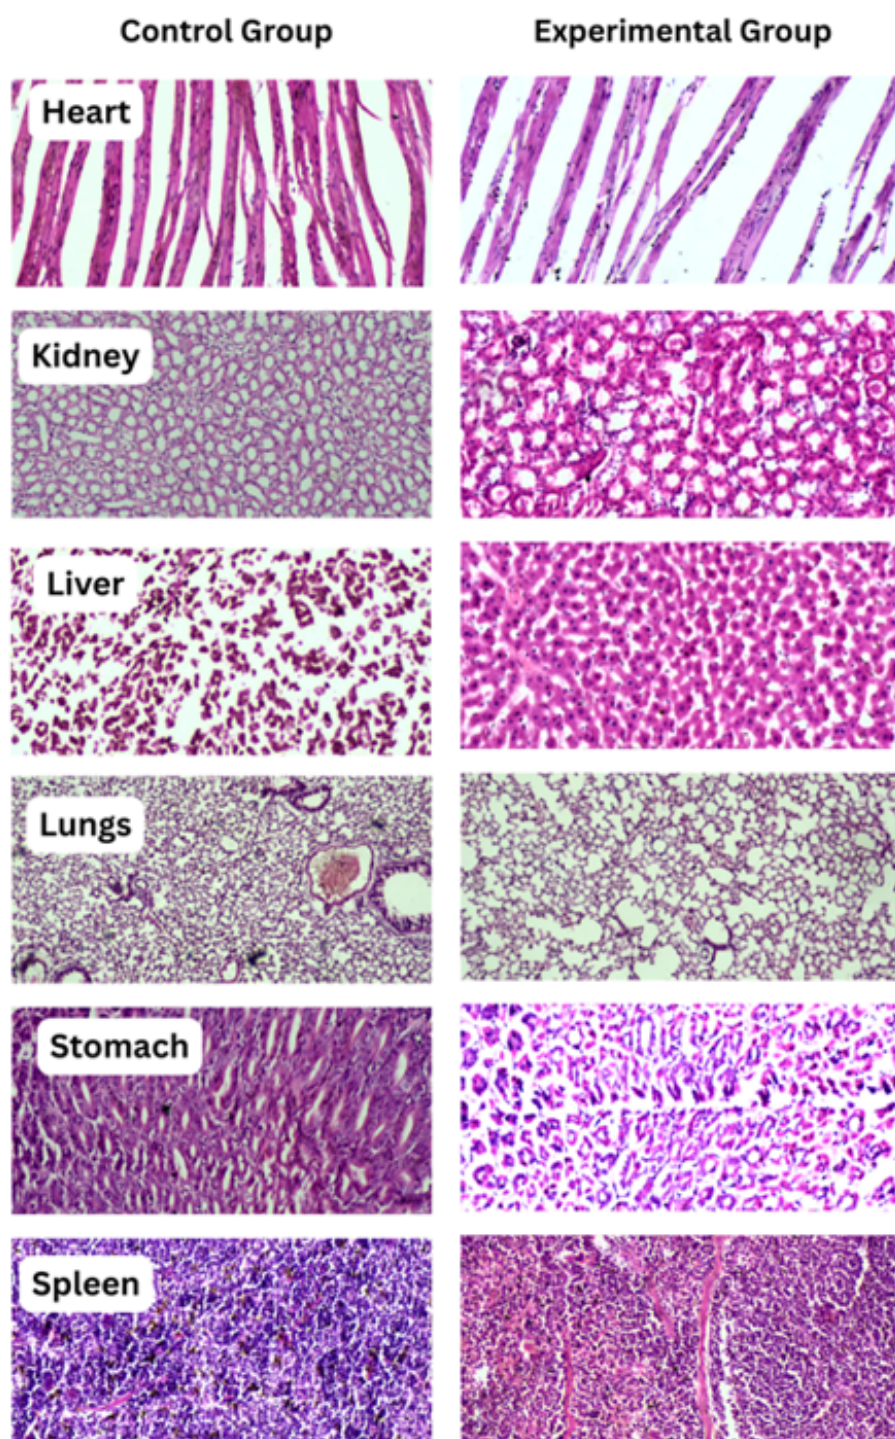 Control Group
Experimental Group
Heart
Kidney
Liver
Lungs
Stomach
Spleen